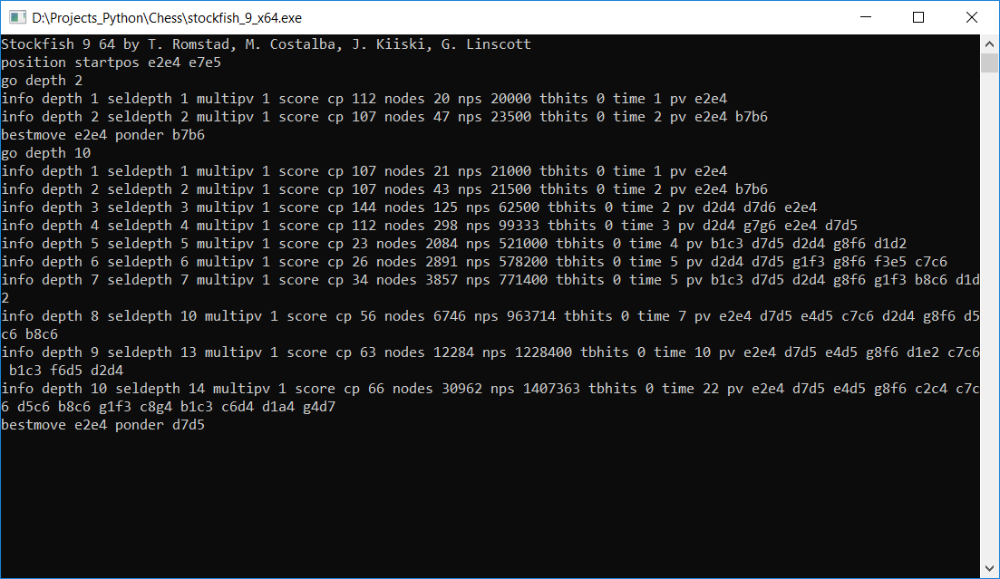 D:\Projects_Python\Chess\stockfish_9_x64.exe
Stockfish 9 64 by T. Romstad, M. Costalba, J. Kiiski, G. Linscott
position startpos e2e4 e7e5
go depth 2
info depth 1 seldepth 1 multipv 1 score cp 112 nodes 20 nps 20000 tbhits 0 time 1 pv e2e4
info depth 2 seldepth 2 multipv 1 score cp 107 nodes 47 nps 23500 tbhits 0 time 2 pv e2e4 b7b6
bestmove e2e4 ponder b7b6
go depth 10
info depth 1 seldepth 1 multipv 1 score cp 107 nodes 21 nps 21000 tbhits 0 time 1 pv e2e4
info depth 2 seldepth 2 multipv 1 score cp 107 nodes 43 nps 21500 tbhits 0 time 2 pv e2e4 b7b6
info depth 3 seldepth 3 multipv 1 score cp 144 nodes 125 nps 62500 tbhits 0 time 2 pv d2d4 d7d6 e2e4
info depth 4 seldepth 4 multipv 1 score cp 112 nodes 298 nps 99333 tbhits 0 time 3 pv d2d4 g7g6 e2e4 d7d5
info depth 5 seldepth 5 multipv 1 score cp 23 nodes 2084 nps 521000 tbhits 0 time 4 pv b1c3 d7d5 d2d4 g8f6 d1d2
info depth 6 seldepth 6 multipv 1 score cp 26 nodes 2891 nps 578200 tbhits 0 time 5 pv d2d4 d7d5 g1f3 g8f6 f3e5 c7c6
info depth 7 seldepth 7 multipv 1 score cp 34 nodes 3857 nps 771400 tbhits 0 time 5 pv b1c3 d7d5 d2d4 g8f6 g1f3 b8c6 d1d
2
info depth 8 seldepth 10 multipv 1 score cp 56 nodes 6746 nps 963714 tbhits 0 time 7 pv e2e4 d7d5 e4d5 c7c6 d2d4 g8f6 d5
c6 b8c6
info depth 9 seldepth 13 multipv 1 score cp 63 nodes 12284 nps 1228400 tbhits 0 time 10 pv e2e4 d7d5 e4d5 g8f6 d1e2 c7c6
 b1c3 f6d5 d2d4
info depth 10 seldepth 14 multipv 1 score cp 66 nodes 30962 nps 1407363 tbhits 0 time 22 pv e2e4 d7d5 e4d5 g8f6 c2c4 c7c
6 d5c6 b8c6 g1f3 c8g4 b1c3 c6d4 d1a4 g4d7
bestmove e2e4 ponder d7d5